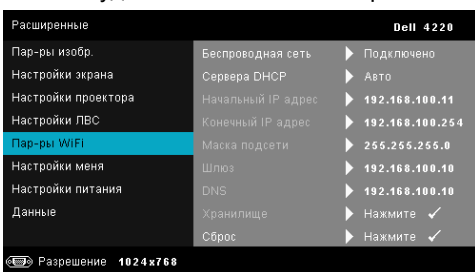 Расширенные Dell 4220
Пар-ры изобр.
Настройки экрана
Настройки проектора
Настройки ЛВС
Пар-ры WiFi
Настройки меня
Настройки питания
Данные
Беспроводная сеть Подключено
Сервера DHCP Авто
Начальный IP адрес 192.168.100.11
Конечный IP адрес 192.168.100.254
Маска подсети 255.255.255.0
Шлюз 192.168.100.10
DNS 192.168.100.10
Хранилище Нажмите ✓
Сброс Нажмите ✓
Разрешение 1024x768